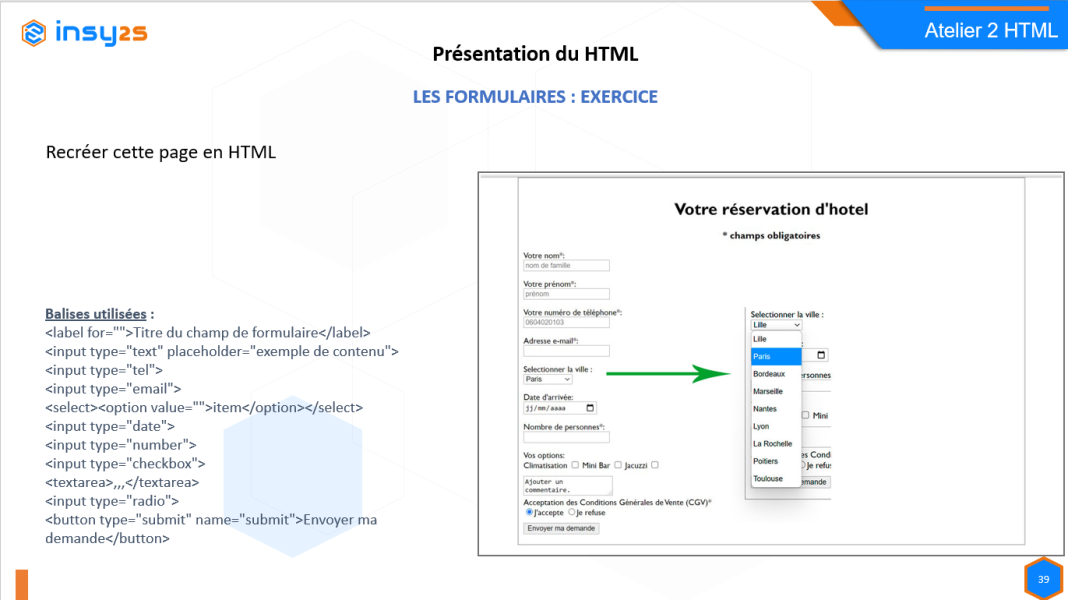 insy2s
Atelier 2 HTML
Présentation du HTML
LES FORMULAIRES : EXERCICE
Recréer cette page en HTML
Balises utilisées :
<label for="">Titre du champ de formulaire</label>
<input type="text" placeholder="exemple de contenu">
<input type="tel">
<input type="email">
<select><option value="">item</option></select>
<input type="date">
<input type="number">
<input type="checkbox">
<textarea>,,,</textarea>
<input type="radio">
<button type="submit" name="submit">Envoyer ma
demande</button>
Votre réservation d'hotel
* champs obligatoires
Votre nom*:
nom de famille
Votre prénom*:
prénom
Votre numéro de téléphone*:
0604020103
Adresse e-mail*:
Selectionner la ville :
Paris
Date d'arrivée:
jj/mm/aaaa
Nombre de personnes*:
Vos options:
Climatisation Mini Bar Jacuzzi
Ajouter un
commentaire.
Acceptation des Conditions Générales de Vente (CGV)*
J'accepte Je refuse
Envoyer ma demande
Selectionner la ville :
Lille
Lille
:
Paris
Bordeaux ersonnes
Marseille
Nantes Mini
Lyon
La Rochelle es Cond
Poitiers Je refus
Toulouse emande
39